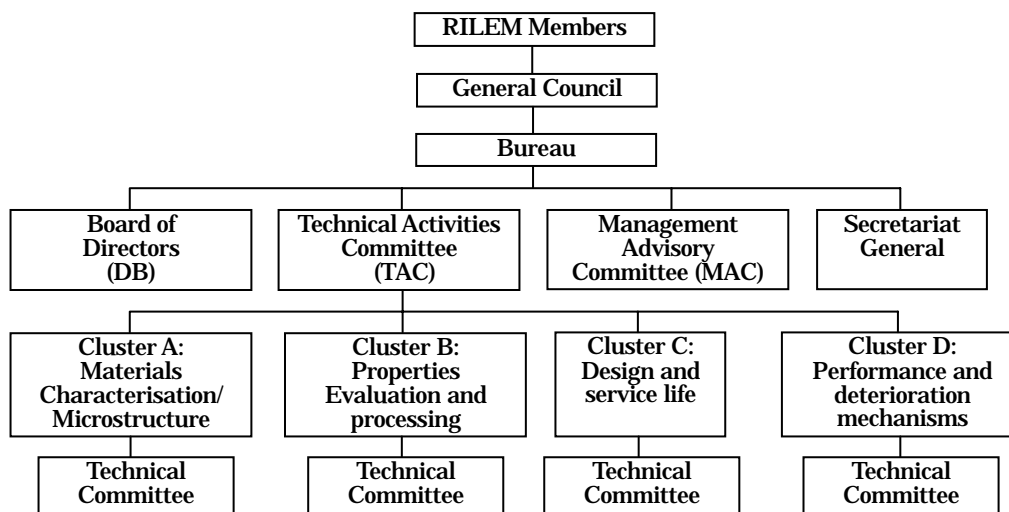 RILEM Members
General Council
Bureau
Board of
Directors
(DB)
Technical Activities
Committee
(TAC)
Management
Advisory
Committee (MAC)
Secretariat
General
Cluster A:
Materials
Characterisation/
Microstructure
Cluster B:
Properties
Evaluation and
processing
Cluster C:
Design and
service life
Cluster D:
Performance and
deterioration
mechanisms
Technical
Committee
Technical
Committee
Technical
Committee
Technical
Committee